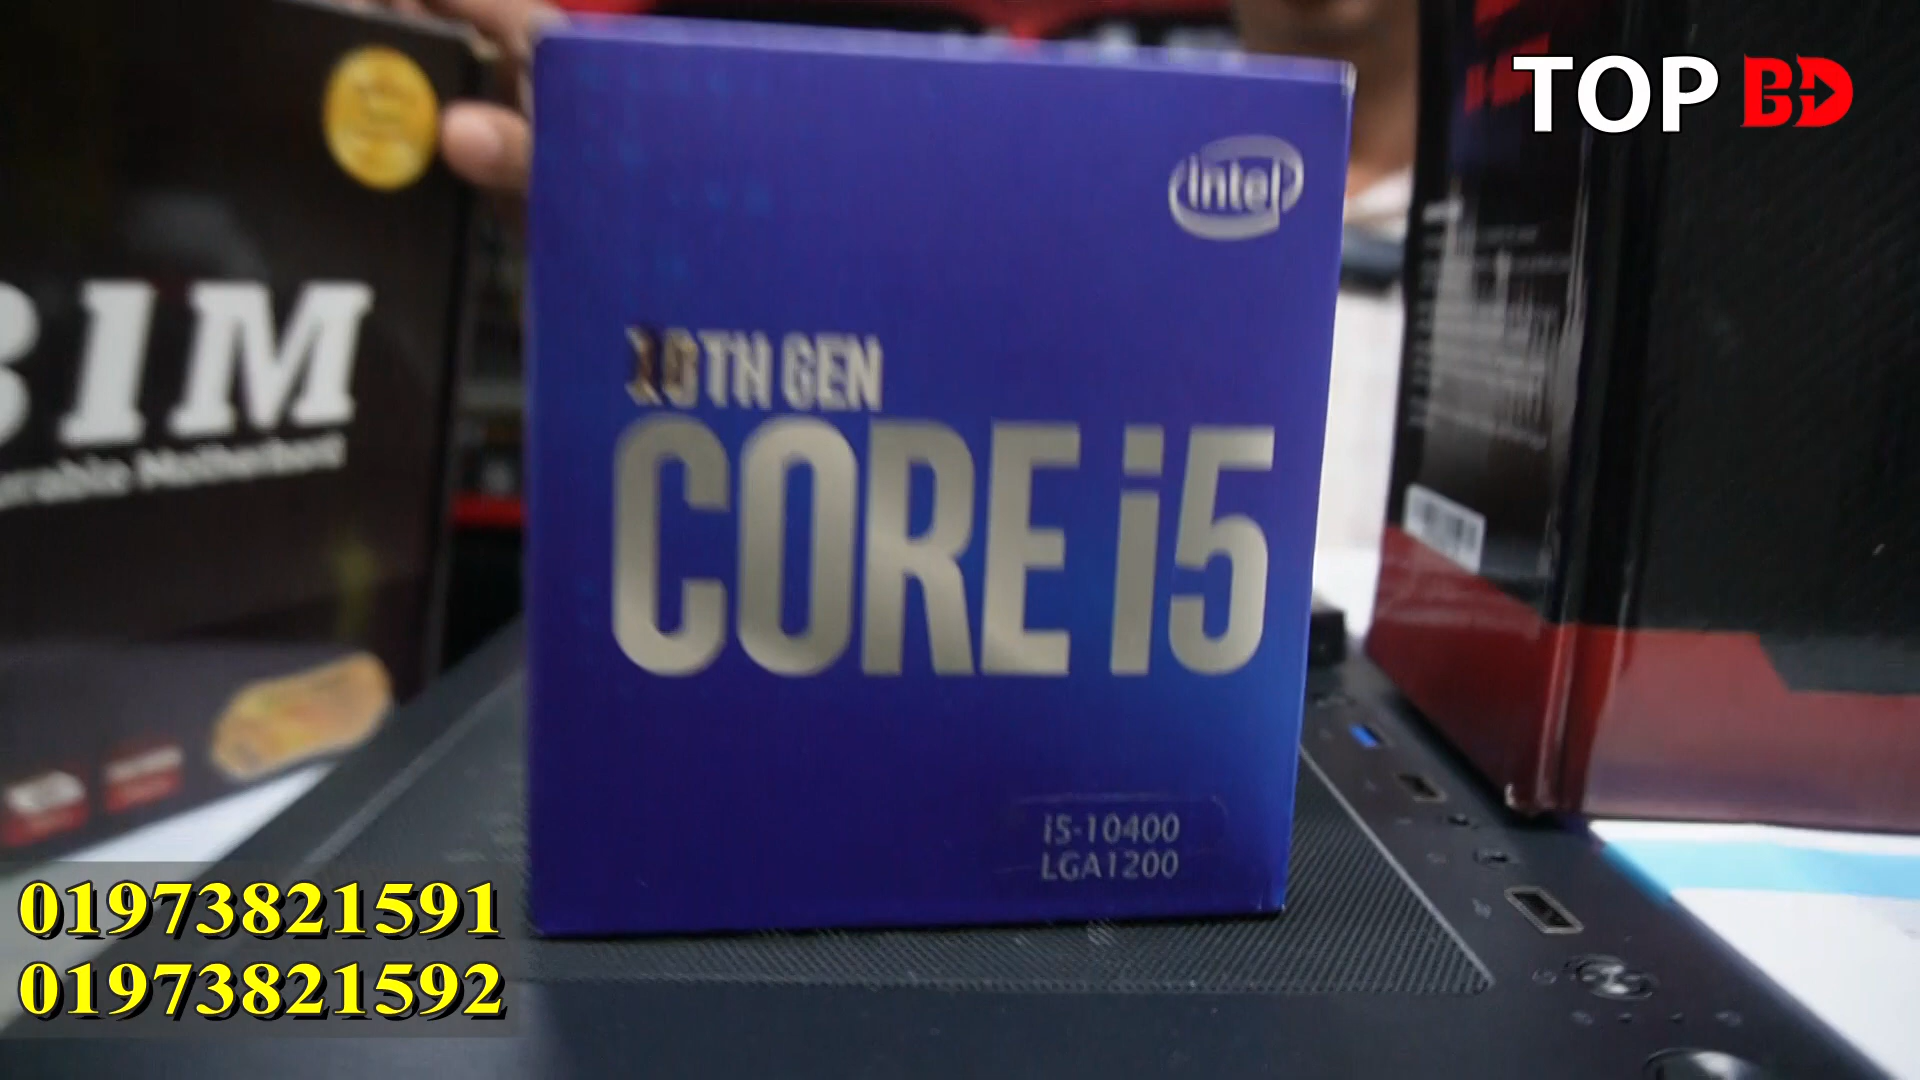 TOP BD
intel
10TH GEN
CORE i5
i5-10400
LGA1200
BIM
01973821591
01973821592